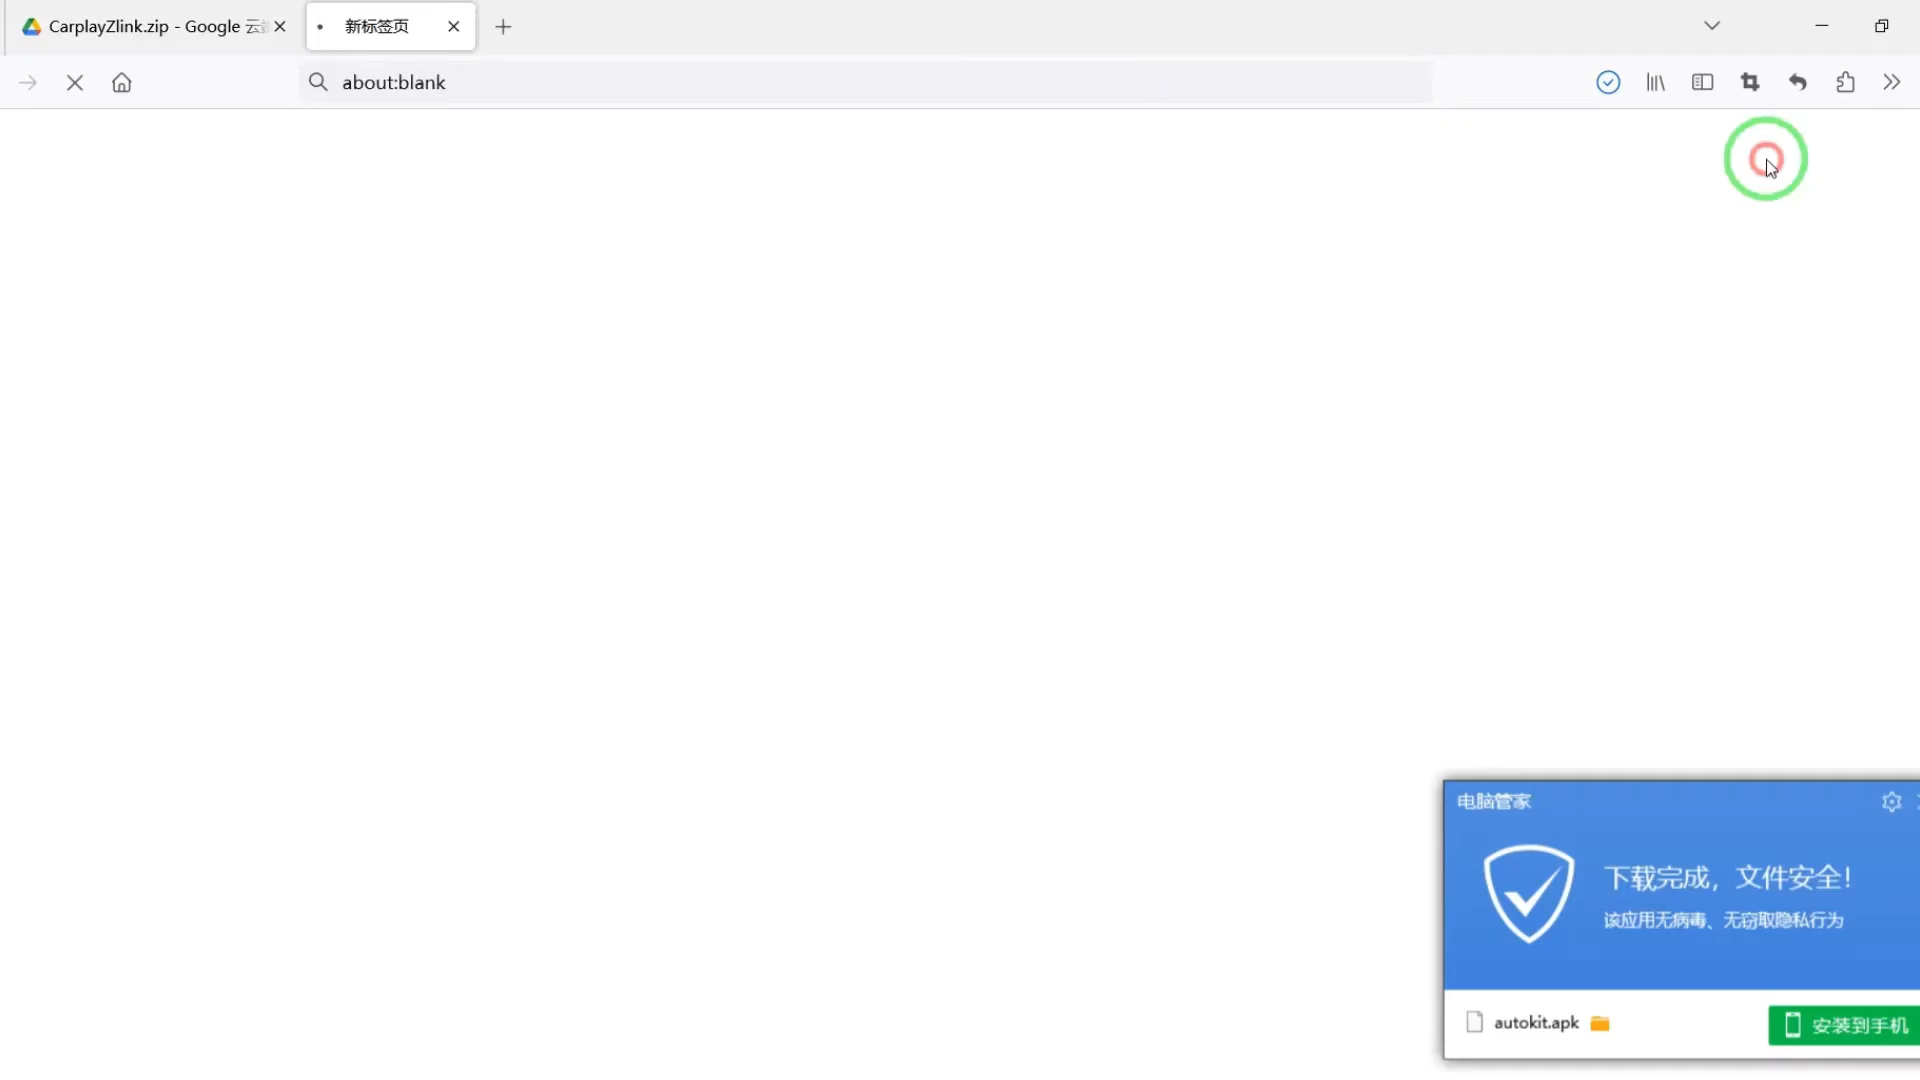 CarplayZlink.zip - Google 云端
新标签页
about:blank
电脑管家
下载完成，文件安全！
该应用无病毒、无窃取隐私行为
autokit.apk
安装到手机